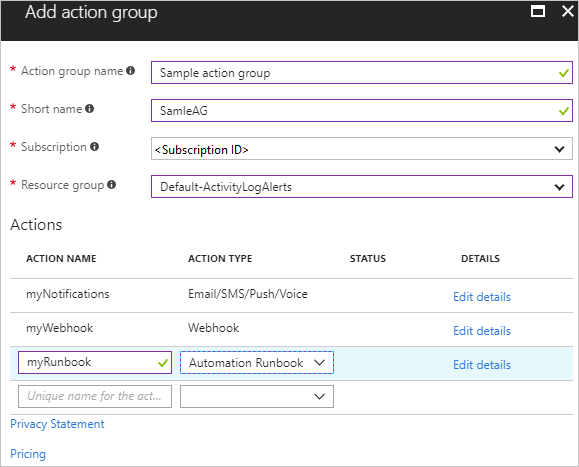 Add action group
* Action group name
Sample action group
* Short name
SamleAG
* Subscription
<Subscription ID>
* Resource group
Default-ActivityLogAlerts
Actions
ACTION NAME ACTION TYPE STATUS DETAILS
myNotifications Email/SMS/Push/Voice Edit details
myWebhook Webhook Edit details
myRunbook Automation Runbook Edit details
Unique name for the act...
Privacy Statement
Pricing